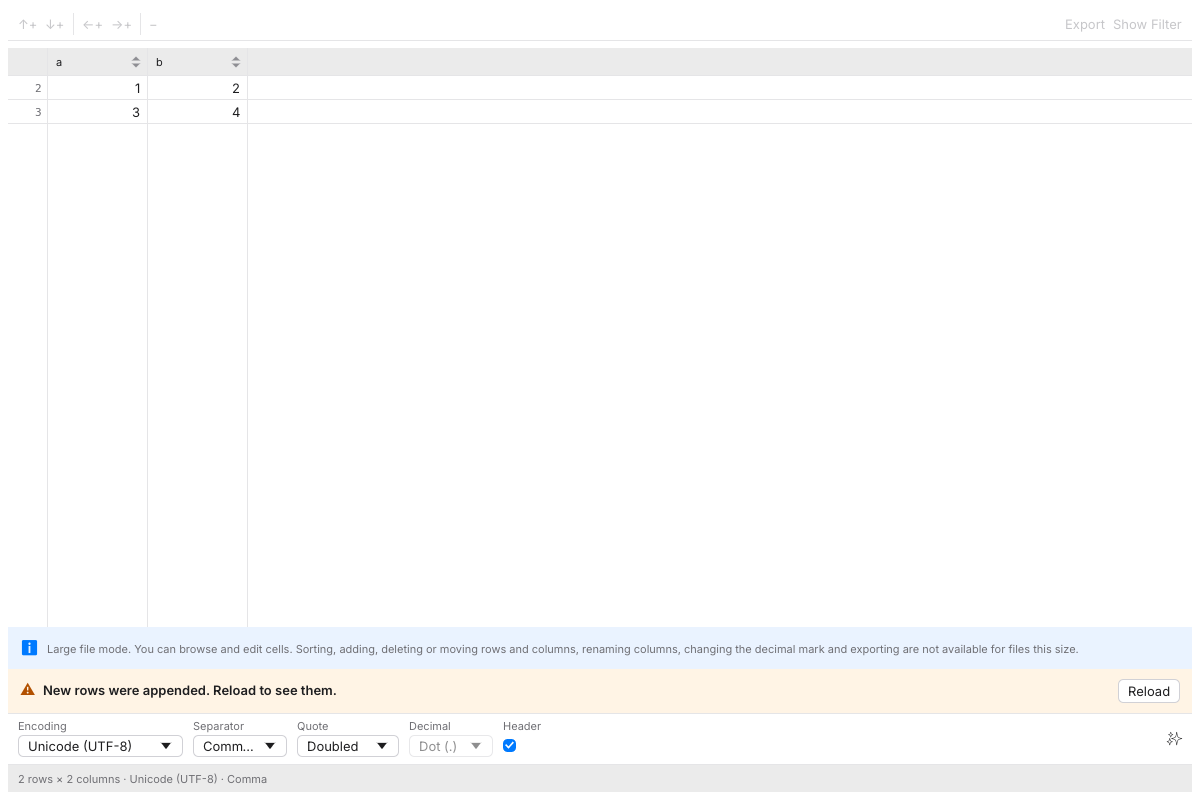 ↑+ ↓+ ←+ →+ −
Export Show Filter
a b
2 1 2
3 3 4
Large file mode. You can browse and edit cells. Sorting, adding, deleting or moving rows and columns, renaming columns, changing the decimal mark and exporting are not available for files this size.
New rows were appended. Reload to see them.
Reload
Encoding Separator Quote Decimal Header
Unicode (UTF-8) Comm... Doubled Dot (.)
2 rows × 2 columns · Unicode (UTF-8) · Comma